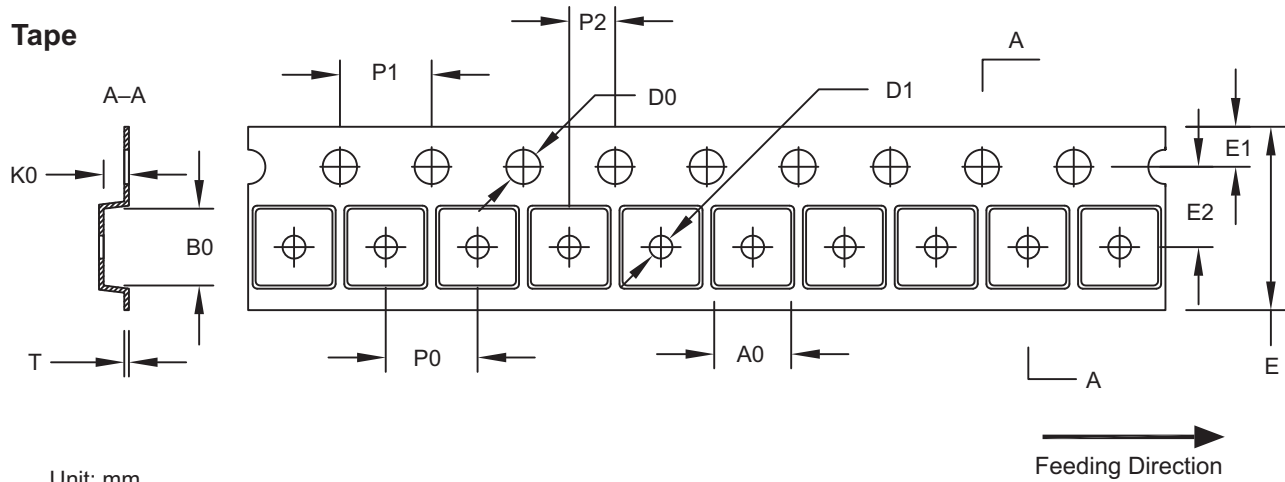 Tape
P2
A
P1
A–A
D0
D1
E1
K0
E2
B0
P0
A0
T
E
A
Feeding Direction
Unit: mm